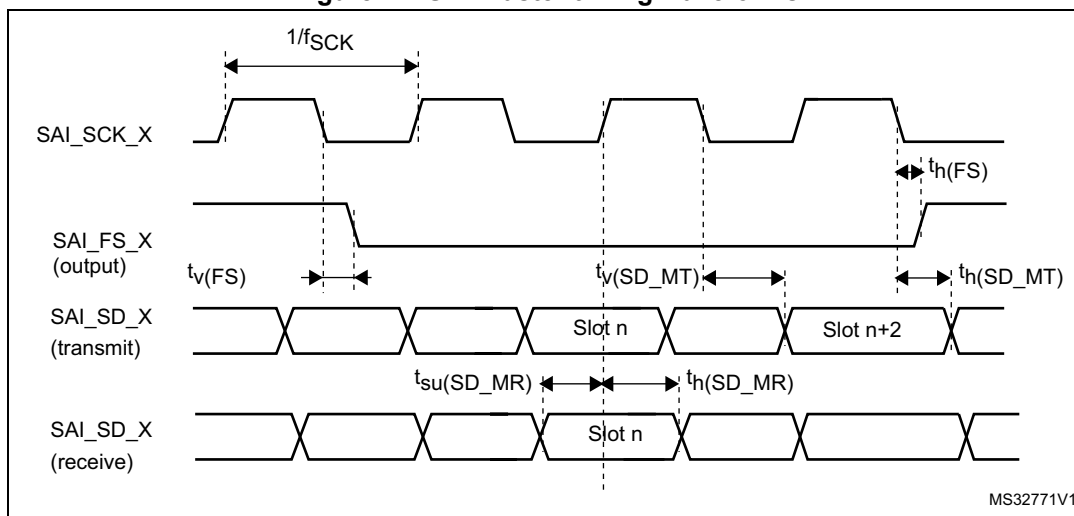 1/fSCK
SAI_SCK_X
th(FS)
SAI_FS_X
(output)
tv(FS)
tv(SD_MT)
th(SD_MT)
SAI_SD_X
(transmit)
Slot n
Slot n+2
tsu(SD_MR)
th(SD_MR)
SAI_SD_X
(receive)
Slot n
MS32771V1